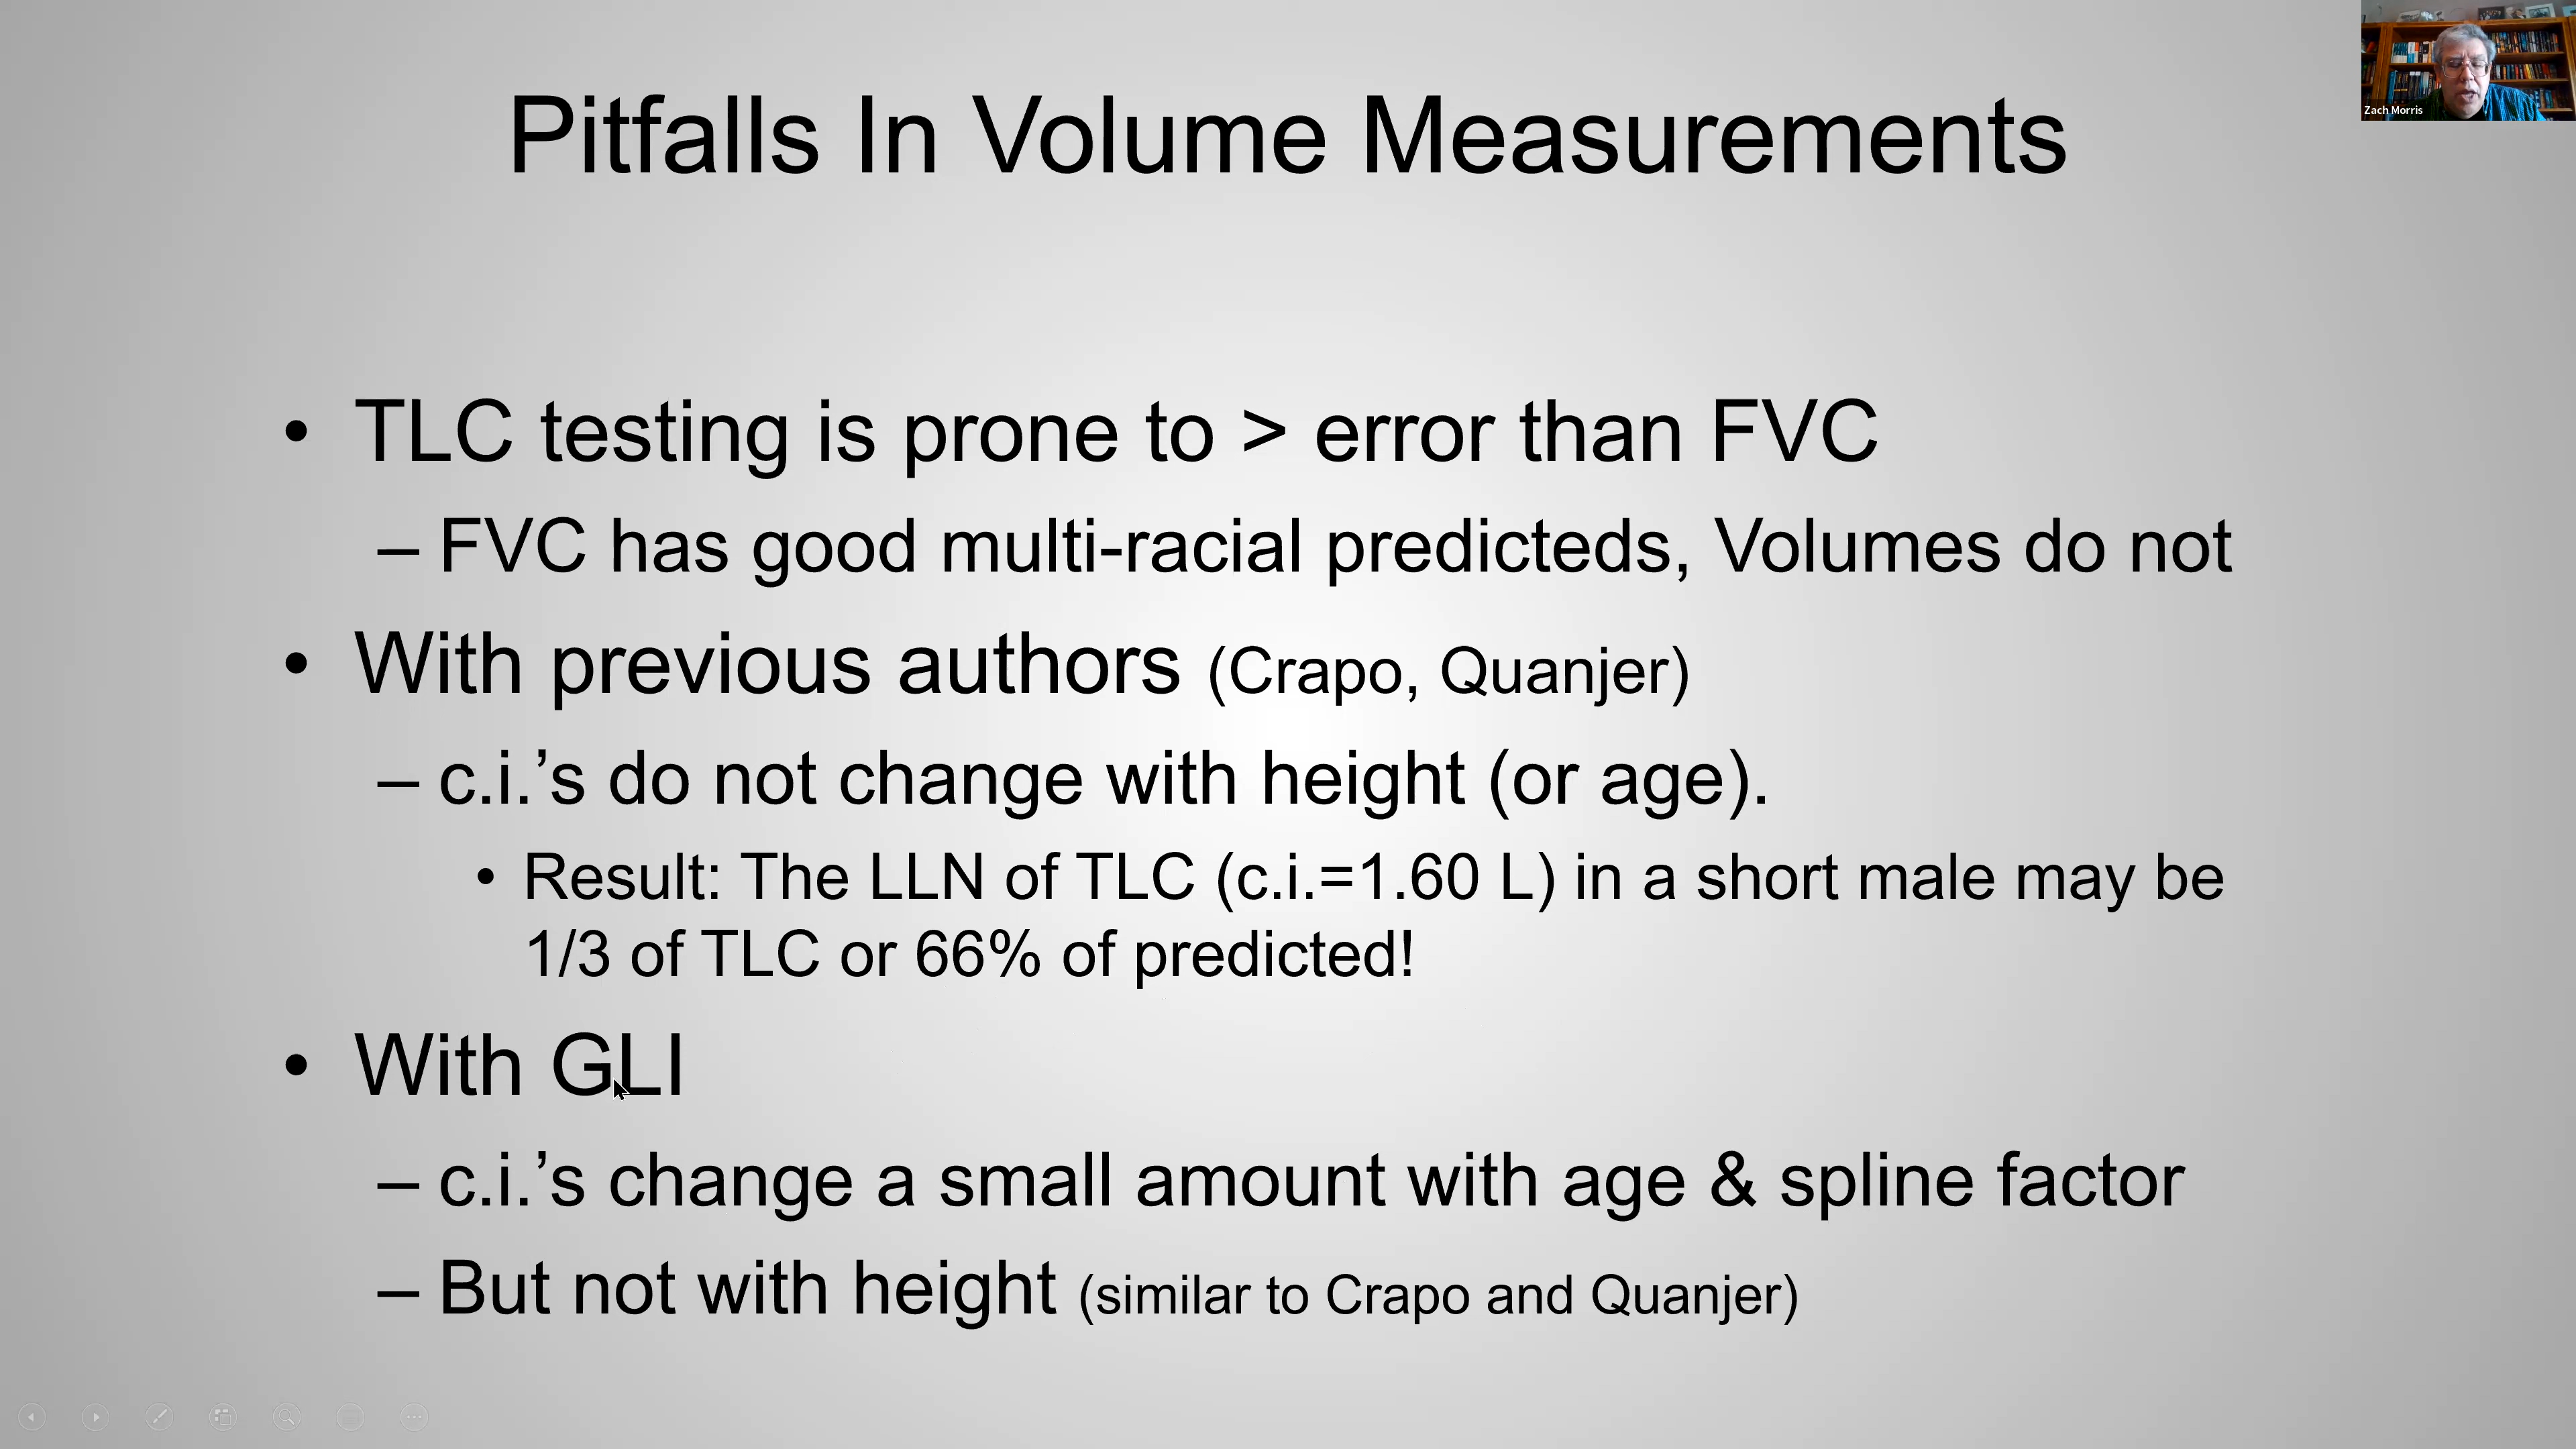 Zach Morris
Pitfalls In Volume Measurements
• TLC testing is prone to > error than FVC
– FVC has good multi-racial predicteds, Volumes do not
• With previous authors (Crapo, Quanjer)
– c.i.’s do not change with height (or age).
• Result: The LLN of TLC (c.i.=1.60 L) in a short male may be
1/3 of TLC or 66% of predicted!
• With GLI
– c.i.’s change a small amount with age & spline factor
– But not with height (similar to Crapo and Quanjer)